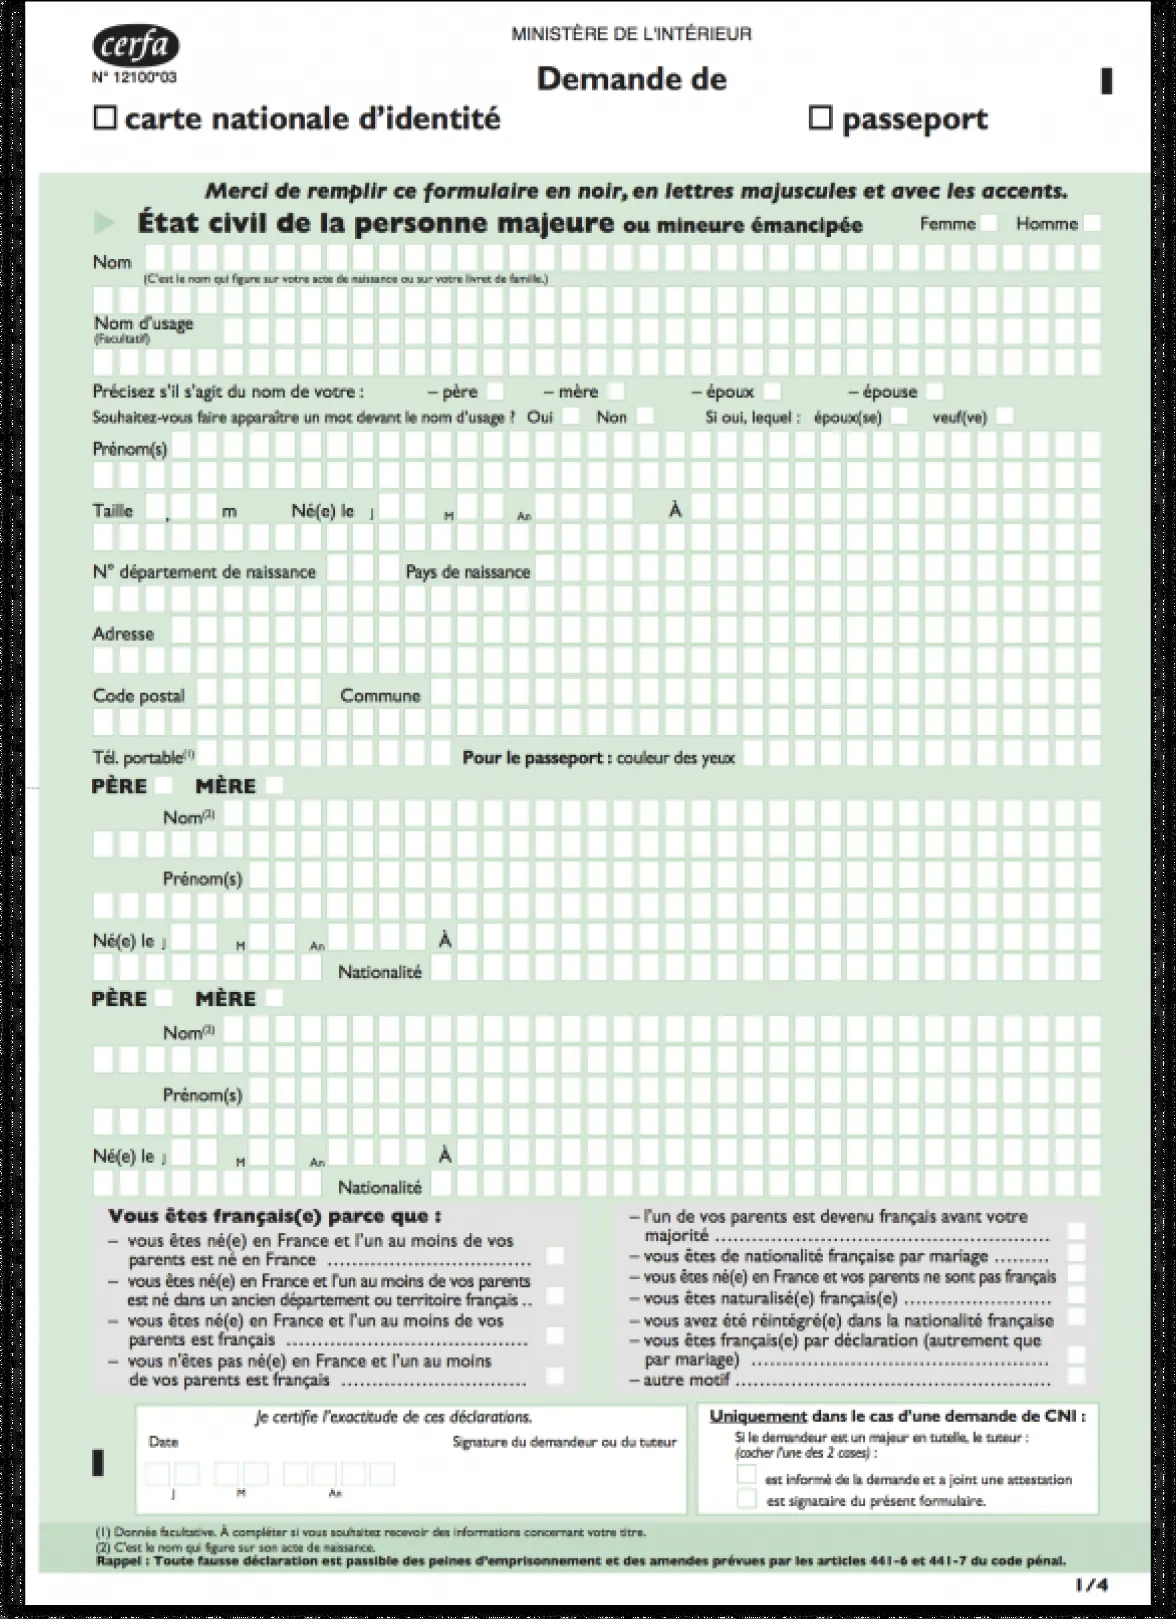 cerfa
N° 12100*03
MINISTÈRE DE L'INTÉRIEUR
Demande de
carte nationale d'identité
passeport
Merci de remplir ce formulaire en noir, en lettres majuscules et avec les accents.
État civil de la personne majeure ou mineure émancipée Femme Homme
Nom
(C'est le nom qui figure sur votre acte de naissance ou sur votre livret de famille.)
Nom d'usage
(Facultatif)
Précisez s'il s'agit du nom de votre : – père – mère – époux – épouse
Souhaitez-vous faire apparaître un mot devant le nom d'usage ? Oui Non Si oui, lequel : époux(se) veuf(ve)
Prénom(s)
Taille , m Né(e) le J M An À
N° département de naissance Pays de naissance
Adresse
Code postal Commune
Tél. portable(1) Pour le passeport : couleur des yeux
PÈRE MÈRE
Nom(2)
Prénom(s)
Né(e) le J M An À
Nationalité
PÈRE MÈRE
Nom(2)
Prénom(s)
Né(e) le J M An À
Nationalité
Vous êtes français(e) parce que :
– vous êtes né(e) en France et l'un au moins de vos
parents est né en France ................................
– vous êtes né(e) en France et l'un au moins de vos parents
est né dans un ancien département ou territoire français ..
– vous êtes né(e) en France et l'un au moins de vos
parents est français .....................................
– vous n'êtes pas né(e) en France et l'un au moins
de vos parents est français ............................
– l'un de vos parents est devenu français avant votre
majorité ....................................................
– vous êtes de nationalité française par mariage .........
– vous êtes né(e) en France et vos parents ne sont pas français
– vous êtes naturalisé(e) français(e) .......................
– vous avez été réintégré(e) dans la nationalité française
– vous êtes français(e) par déclaration (autrement que
par mariage) ..............................................
– autre motif .................................................
Je certifie l'exactitude de ces déclarations.
Date Signature du demandeur ou du tuteur
J M An
Uniquement dans le cas d'une demande de CNI :
Si le demandeur est un majeur en tutelle, le tuteur :
(cocher l'une des 2 cases) :
est informé de la demande et a joint une attestation
est signataire du présent formulaire.
(1) Donnée facultative. À compléter si vous souhaitez recevoir des informations concernant votre titre.
(2) C'est le nom qui figure sur son acte de naissance.
Rappel : Toute fausse déclaration est passible des peines d'emprisonnement et des amendes prévues par les articles 441-6 et 441-7 du code pénal.
1/4